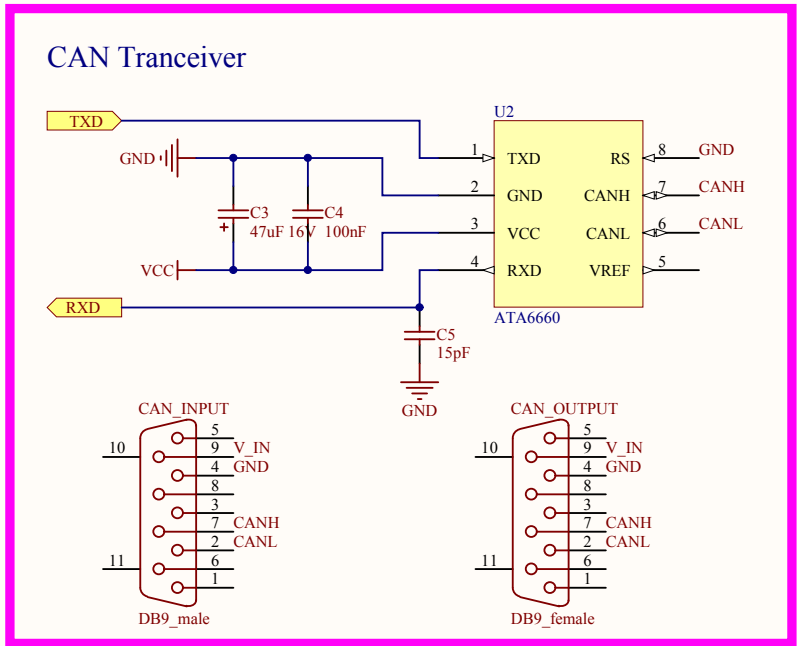 CAN Tranceiver
U2
TXD
1 TXD RS 8 GND
GND
2 GND CANH 7 CANH
C3 C4
+ 47uF 16V 100nF
3 VCC CANL 6 CANL
VCC
4 RXD VREF 5
RXD
ATA6660
C5
15pF
GND
CAN_INPUT
5
10 9 V_IN
4 GND
8
3
7 CANH
2 CANL
11 6
1
DB9_male
CAN_OUTPUT
5
10 9 V_IN
4 GND
8
3
7 CANH
2 CANL
11 6
1
DB9_female